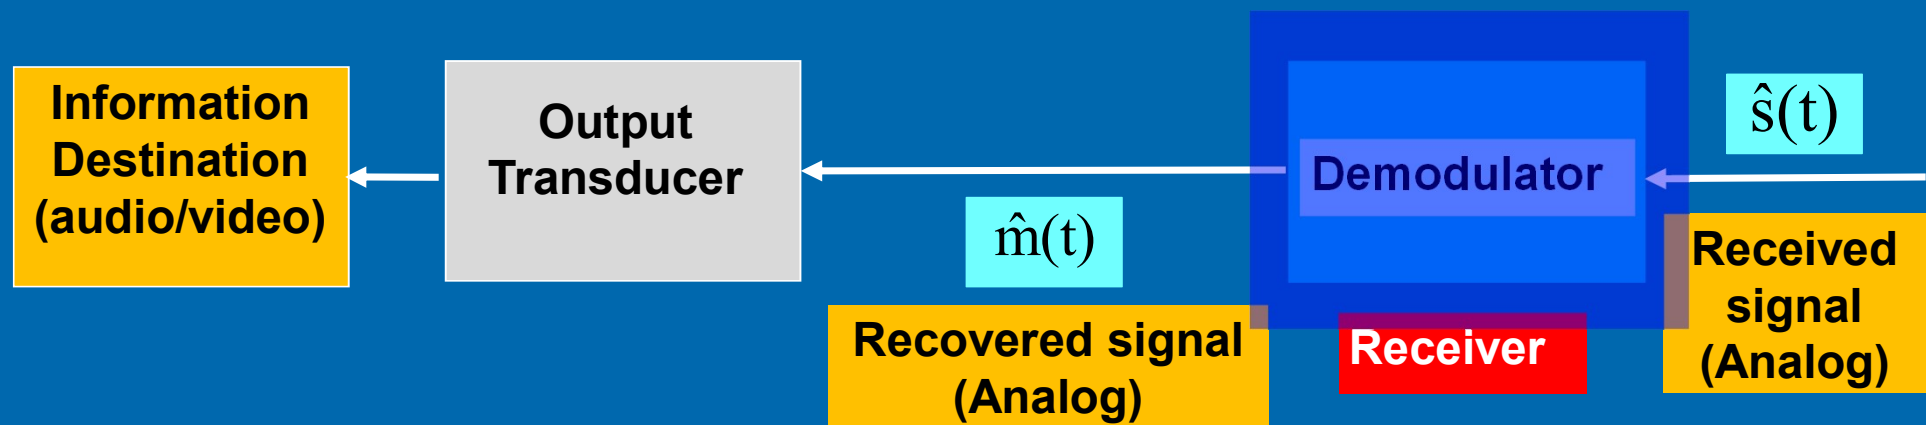 Information
Destination
(audio/video)
Output
Transducer
m̂(t)
Recovered signal
(Analog)
Demodulator
Receiver
ŝ(t)
Received
signal
(Analog)